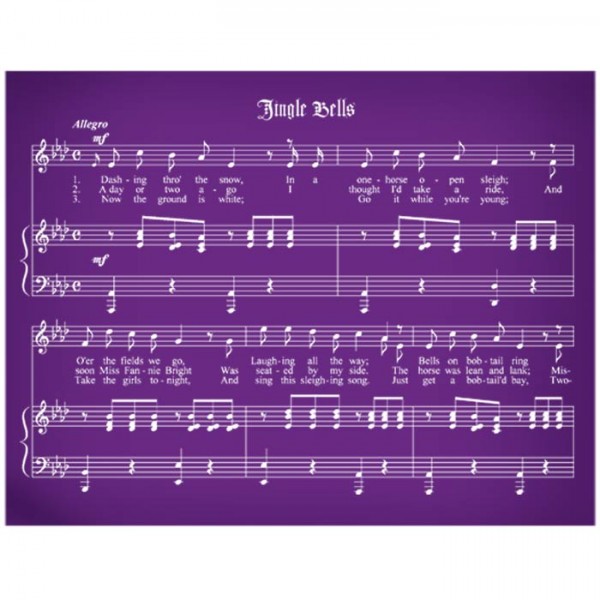 Jingle Bells
Allegro
mf
1. Dash- ing thro' the snow, In a one- horse o - pen sleigh;
2. A day or two a - go I thought I'd take a ride, And
3. Now the ground is white; Go it while you're young;
mf
O'er the fields we go, Laugh-ing all the way; Bells on bob-tail ring
soon Miss Fan-nie Bright Was seat-ed by my side. The horse was lean and lank; Mis-
Take the girls to-night, And sing this sleigh-ing song. Just get a bob-tail'd bay, Two-